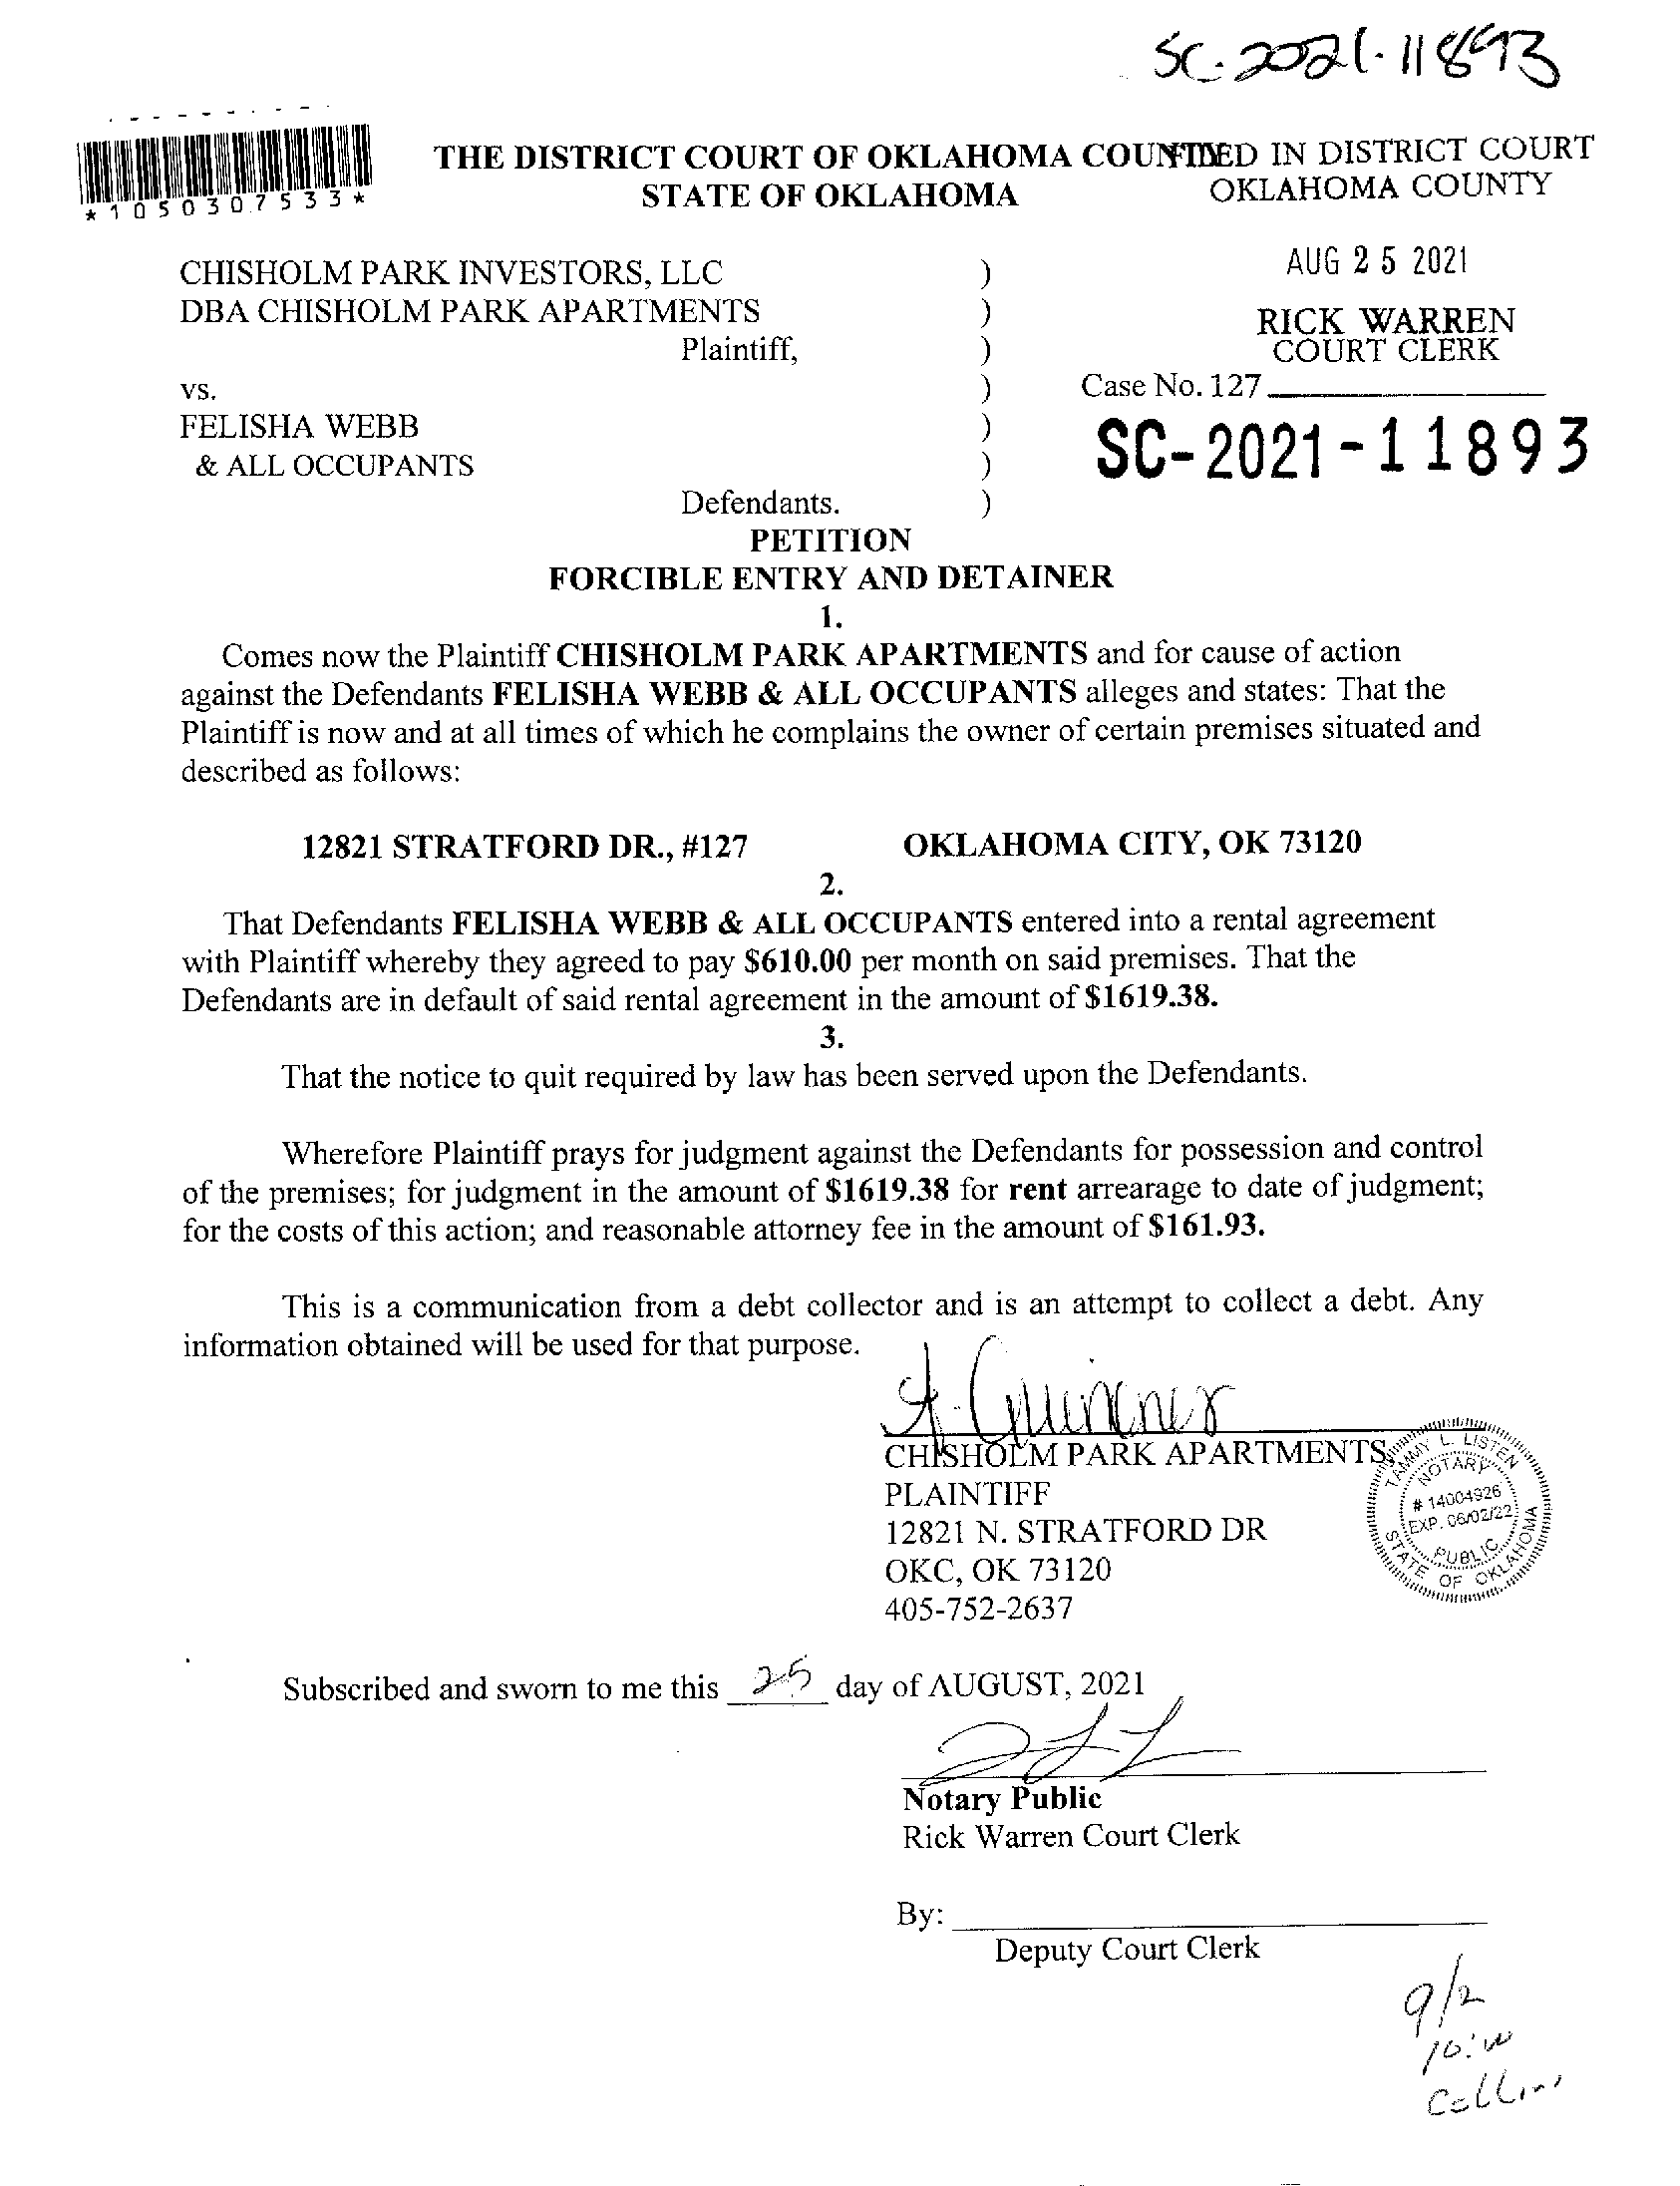 SC-2021-11893
*1050307533*
THE DISTRICT COURT OF OKLAHOMA COUNTY
STATE OF OKLAHOMA
FILED IN DISTRICT COURT
OKLAHOMA COUNTY
AUG 25 2021
RICK WARREN
COURT CLERK
Case No. 127
SC-2021-11893
CHISHOLM PARK INVESTORS, LLC )
DBA CHISHOLM PARK APARTMENTS )
Plaintiff, )
vs. )
FELISHA WEBB )
& ALL OCCUPANTS )
Defendants. )
PETITION
FORCIBLE ENTRY AND DETAINER
1.
Comes now the Plaintiff CHISHOLM PARK APARTMENTS and for cause of action
against the Defendants FELISHA WEBB & ALL OCCUPANTS alleges and states: That the
Plaintiff is now and at all times of which he complains the owner of certain premises situated and
described as follows:
12821 STRATFORD DR., #127 OKLAHOMA CITY, OK 73120
2.
That Defendants FELISHA WEBB & ALL OCCUPANTS entered into a rental agreement
with Plaintiff whereby they agreed to pay $610.00 per month on said premises. That the
Defendants are in default of said rental agreement in the amount of $1619.38.
3.
That the notice to quit required by law has been served upon the Defendants.
Wherefore Plaintiff prays for judgment against the Defendants for possession and control
of the premises; for judgment in the amount of $1619.38 for rent arrearage to date of judgment;
for the costs of this action; and reasonable attorney fee in the amount of $161.93.
This is a communication from a debt collector and is an attempt to collect a debt. Any
information obtained will be used for that purpose.
CHISHOLM PARK APARTMENTS,
PLAINTIFF
12821 N. STRATFORD DR
OKC, OK 73120
405-752-2637
TAMMY L. LISTEN
NOTARY
# 14004926
EXP. 06/02/22
PUBLIC
STATE OF OKLAHOMA
Subscribed and sworn to me this 25 day of AUGUST, 2021
Notary Public
Rick Warren Court Clerk
By:
Deputy Court Clerk
9/2
Collins